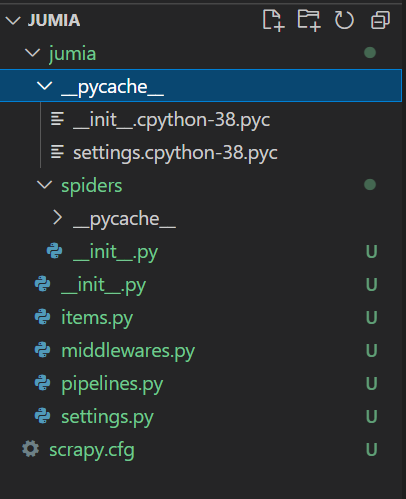 JUMIA
jumia
__pycache__
__init__.cpython-38.pyc
settings.cpython-38.pyc
spiders
__pycache__
__init__.py U
__init__.py U
items.py U
middlewares.py U
pipelines.py U
settings.py U
scrapy.cfg U